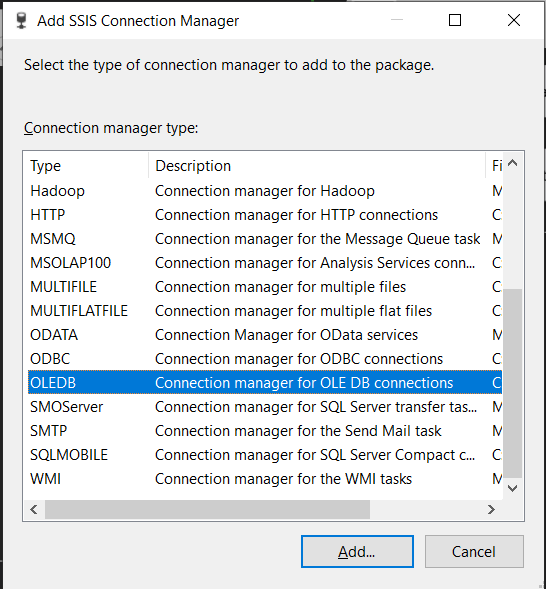 Add SSIS Connection Manager
Select the type of connection manager to add to the package.
Connection manager type:
Type Description Fi
Hadoop Connection manager for Hadoop M
HTTP Connection manager for HTTP connections C
MSMQ Connection manager for the Message Queue task M
MSOLAP100 Connection manager for Analysis Services conn... C
MULTIFILE Connection manager for multiple files M
MULTIFLATFILE Connection manager for multiple flat files M
ODATA Connection Manager for OData services M
ODBC Connection manager for ODBC connections C
OLEDB Connection manager for OLE DB connections C
SMOServer Connection manager for SQL Server transfer tas... M
SMTP Connection manager for the Send Mail task M
SQLMOBILE Connection manager for SQL Server Compact c... C
WMI Connection manager for the WMI tasks M
Add... Cancel